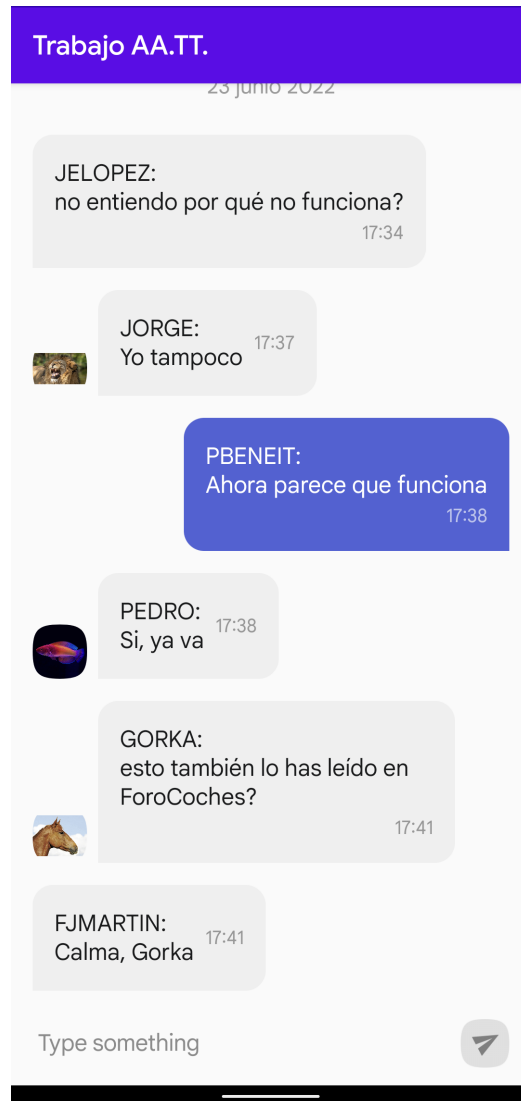 Trabajo AA.TT.
23 junio 2022
JELOPEZ:
no entiendo por qué no funciona?
17:34
JORGE:
Yo tampoco
17:37
PBENEIT:
Ahora parece que funciona
17:38
PEDRO:
Si, ya va
17:38
GORKA:
esto también lo has leído en
ForoCoches?
17:41
FJMARTIN:
Calma, Gorka
17:41
Type something